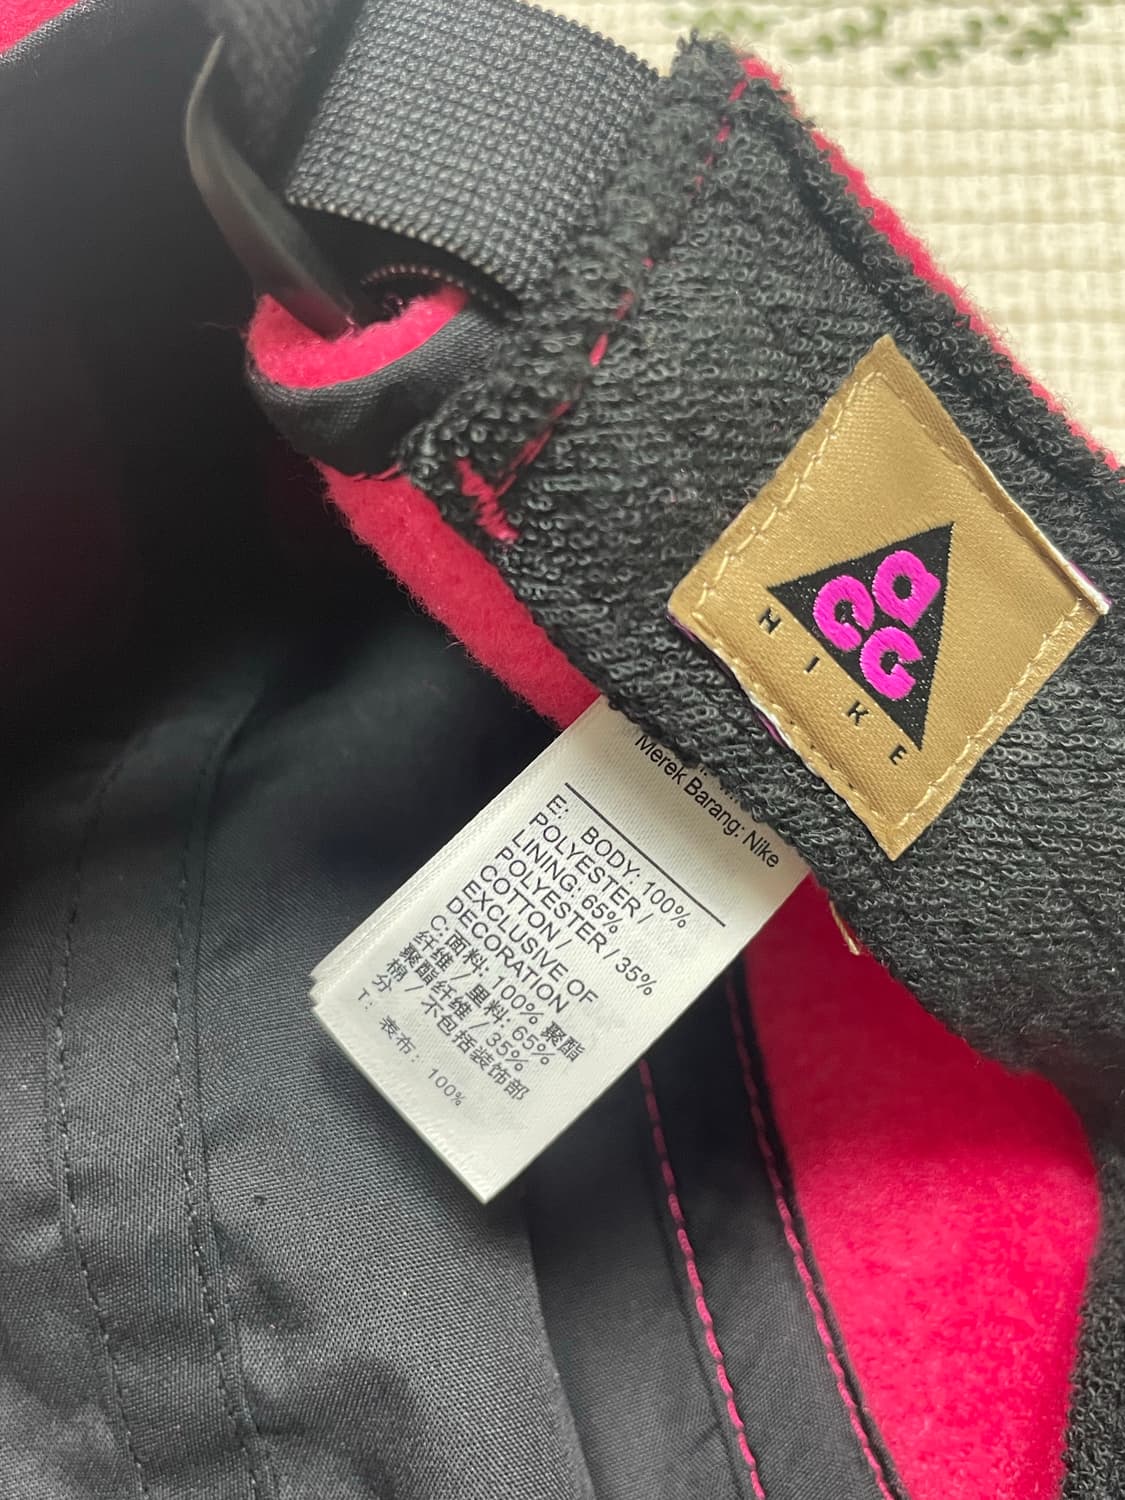 ACG
HIKE
Merek Barang: Nike
E: BODY: 100%
POLYESTER /
LINING: 65%
POLYESTER / 35%
COTTON /
EXCLUSIVE OF
DECORATION
C:面料: 100% 聚酯
纤维 / 里料: 65%
聚酯纤维 / 35%
棉 / 不包括装饰部
分
T: 表布: 100%